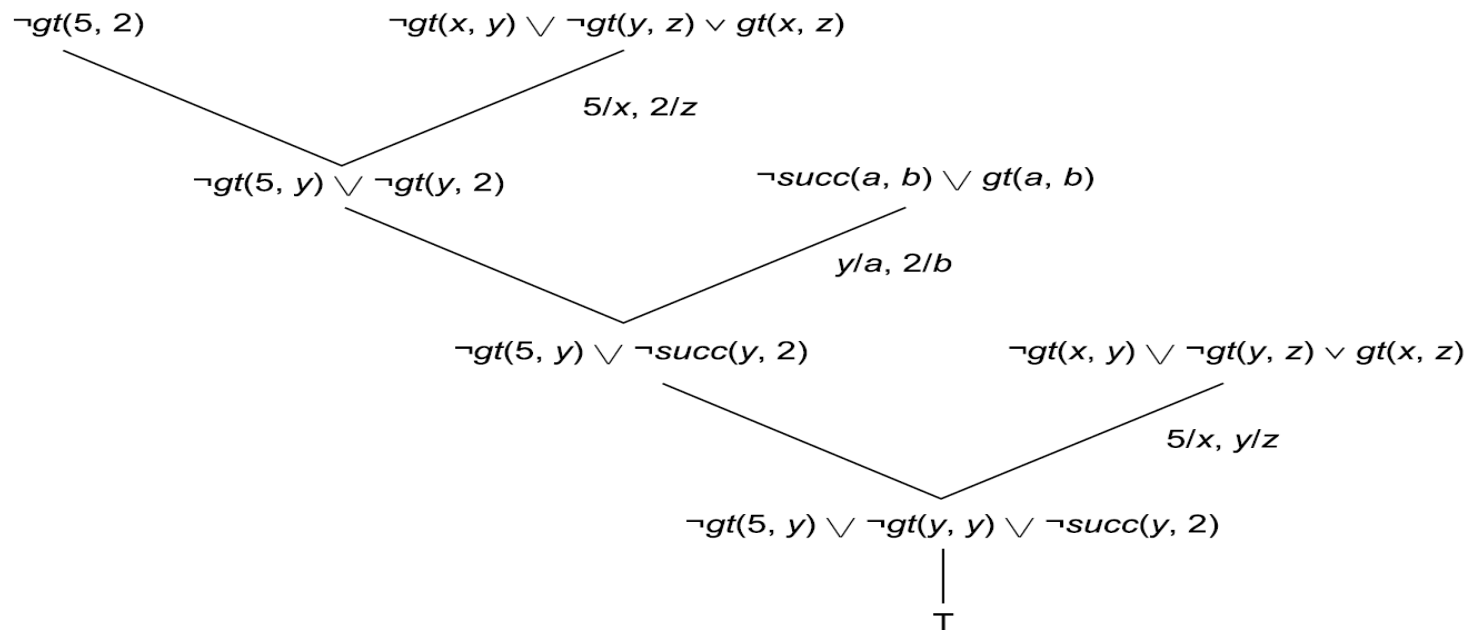 ¬gt(5, 2)
¬gt(x, y) ∨ ¬gt(y, z) ∨ gt(x, z)
5/x, 2/z
¬gt(5, y) ∨ ¬gt(y, 2)
¬succ(a, b) ∨ gt(a, b)
y/a, 2/b
¬gt(5, y) ∨ ¬succ(y, 2)
¬gt(x, y) ∨ ¬gt(y, z) ∨ gt(x, z)
5/x, y/z
¬gt(5, y) ∨ ¬gt(y, y) ∨ ¬succ(y, 2)
T